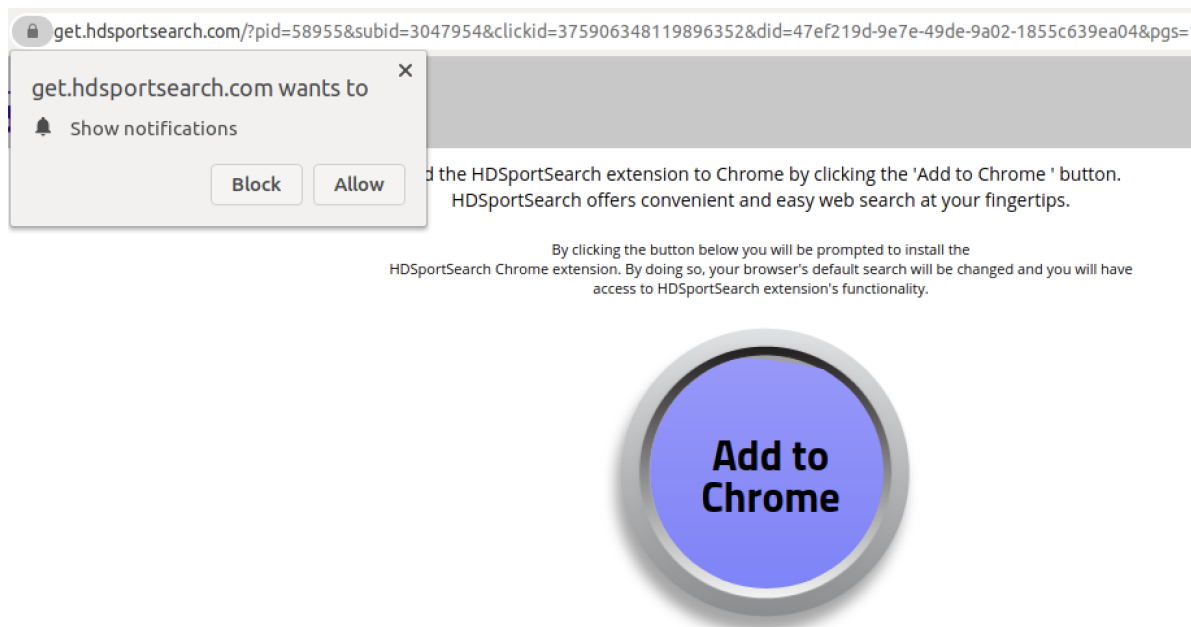 get.hdsportsearch.com/?pid=58955&subid=3047954&clickid=375906348119896352&did=47ef219d-9e7e-49de-9a02-1855c639ea04&pgs=
get.hdsportsearch.com wants to
Show notifications
Block Allow
the HDSportSearch extension to Chrome by clicking the 'Add to Chrome ' button.
HDSportSearch offers convenient and easy web search at your fingertips.
By clicking the button below you will be prompted to install the
HDSportSearch Chrome extension. By doing so, your browser's default search will be changed and you will have
access to HDSportSearch extension's functionality.
Add to
Chrome